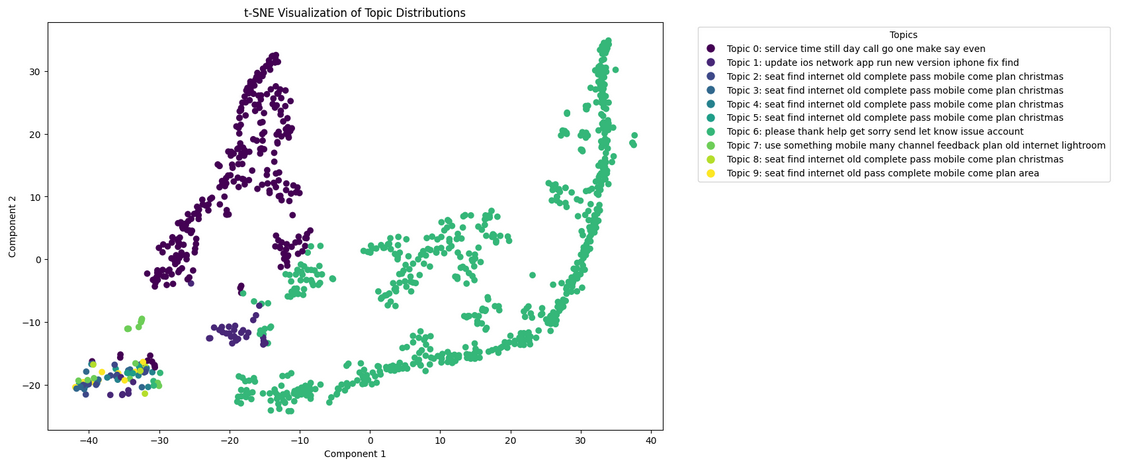 t-SNE Visualization of Topic Distributions
Component 2
30
20
10
0
−10
−20
−40
−30
−20
−10
0
10
20
30
40
Component 1
Topics
Topic 0: service time still day call go one make say even
Topic 1: update ios network app run new version iphone fix find
Topic 2: seat find internet old complete pass mobile come plan christmas
Topic 3: seat find internet old complete pass mobile come plan christmas
Topic 4: seat find internet old complete pass mobile come plan christmas
Topic 5: seat find internet old complete pass mobile come plan christmas
Topic 6: please thank help get sorry send let know issue account
Topic 7: use something mobile many channel feedback plan old internet lightroom
Topic 8: seat find internet old complete pass mobile come plan christmas
Topic 9: seat find internet old pass complete mobile come plan area